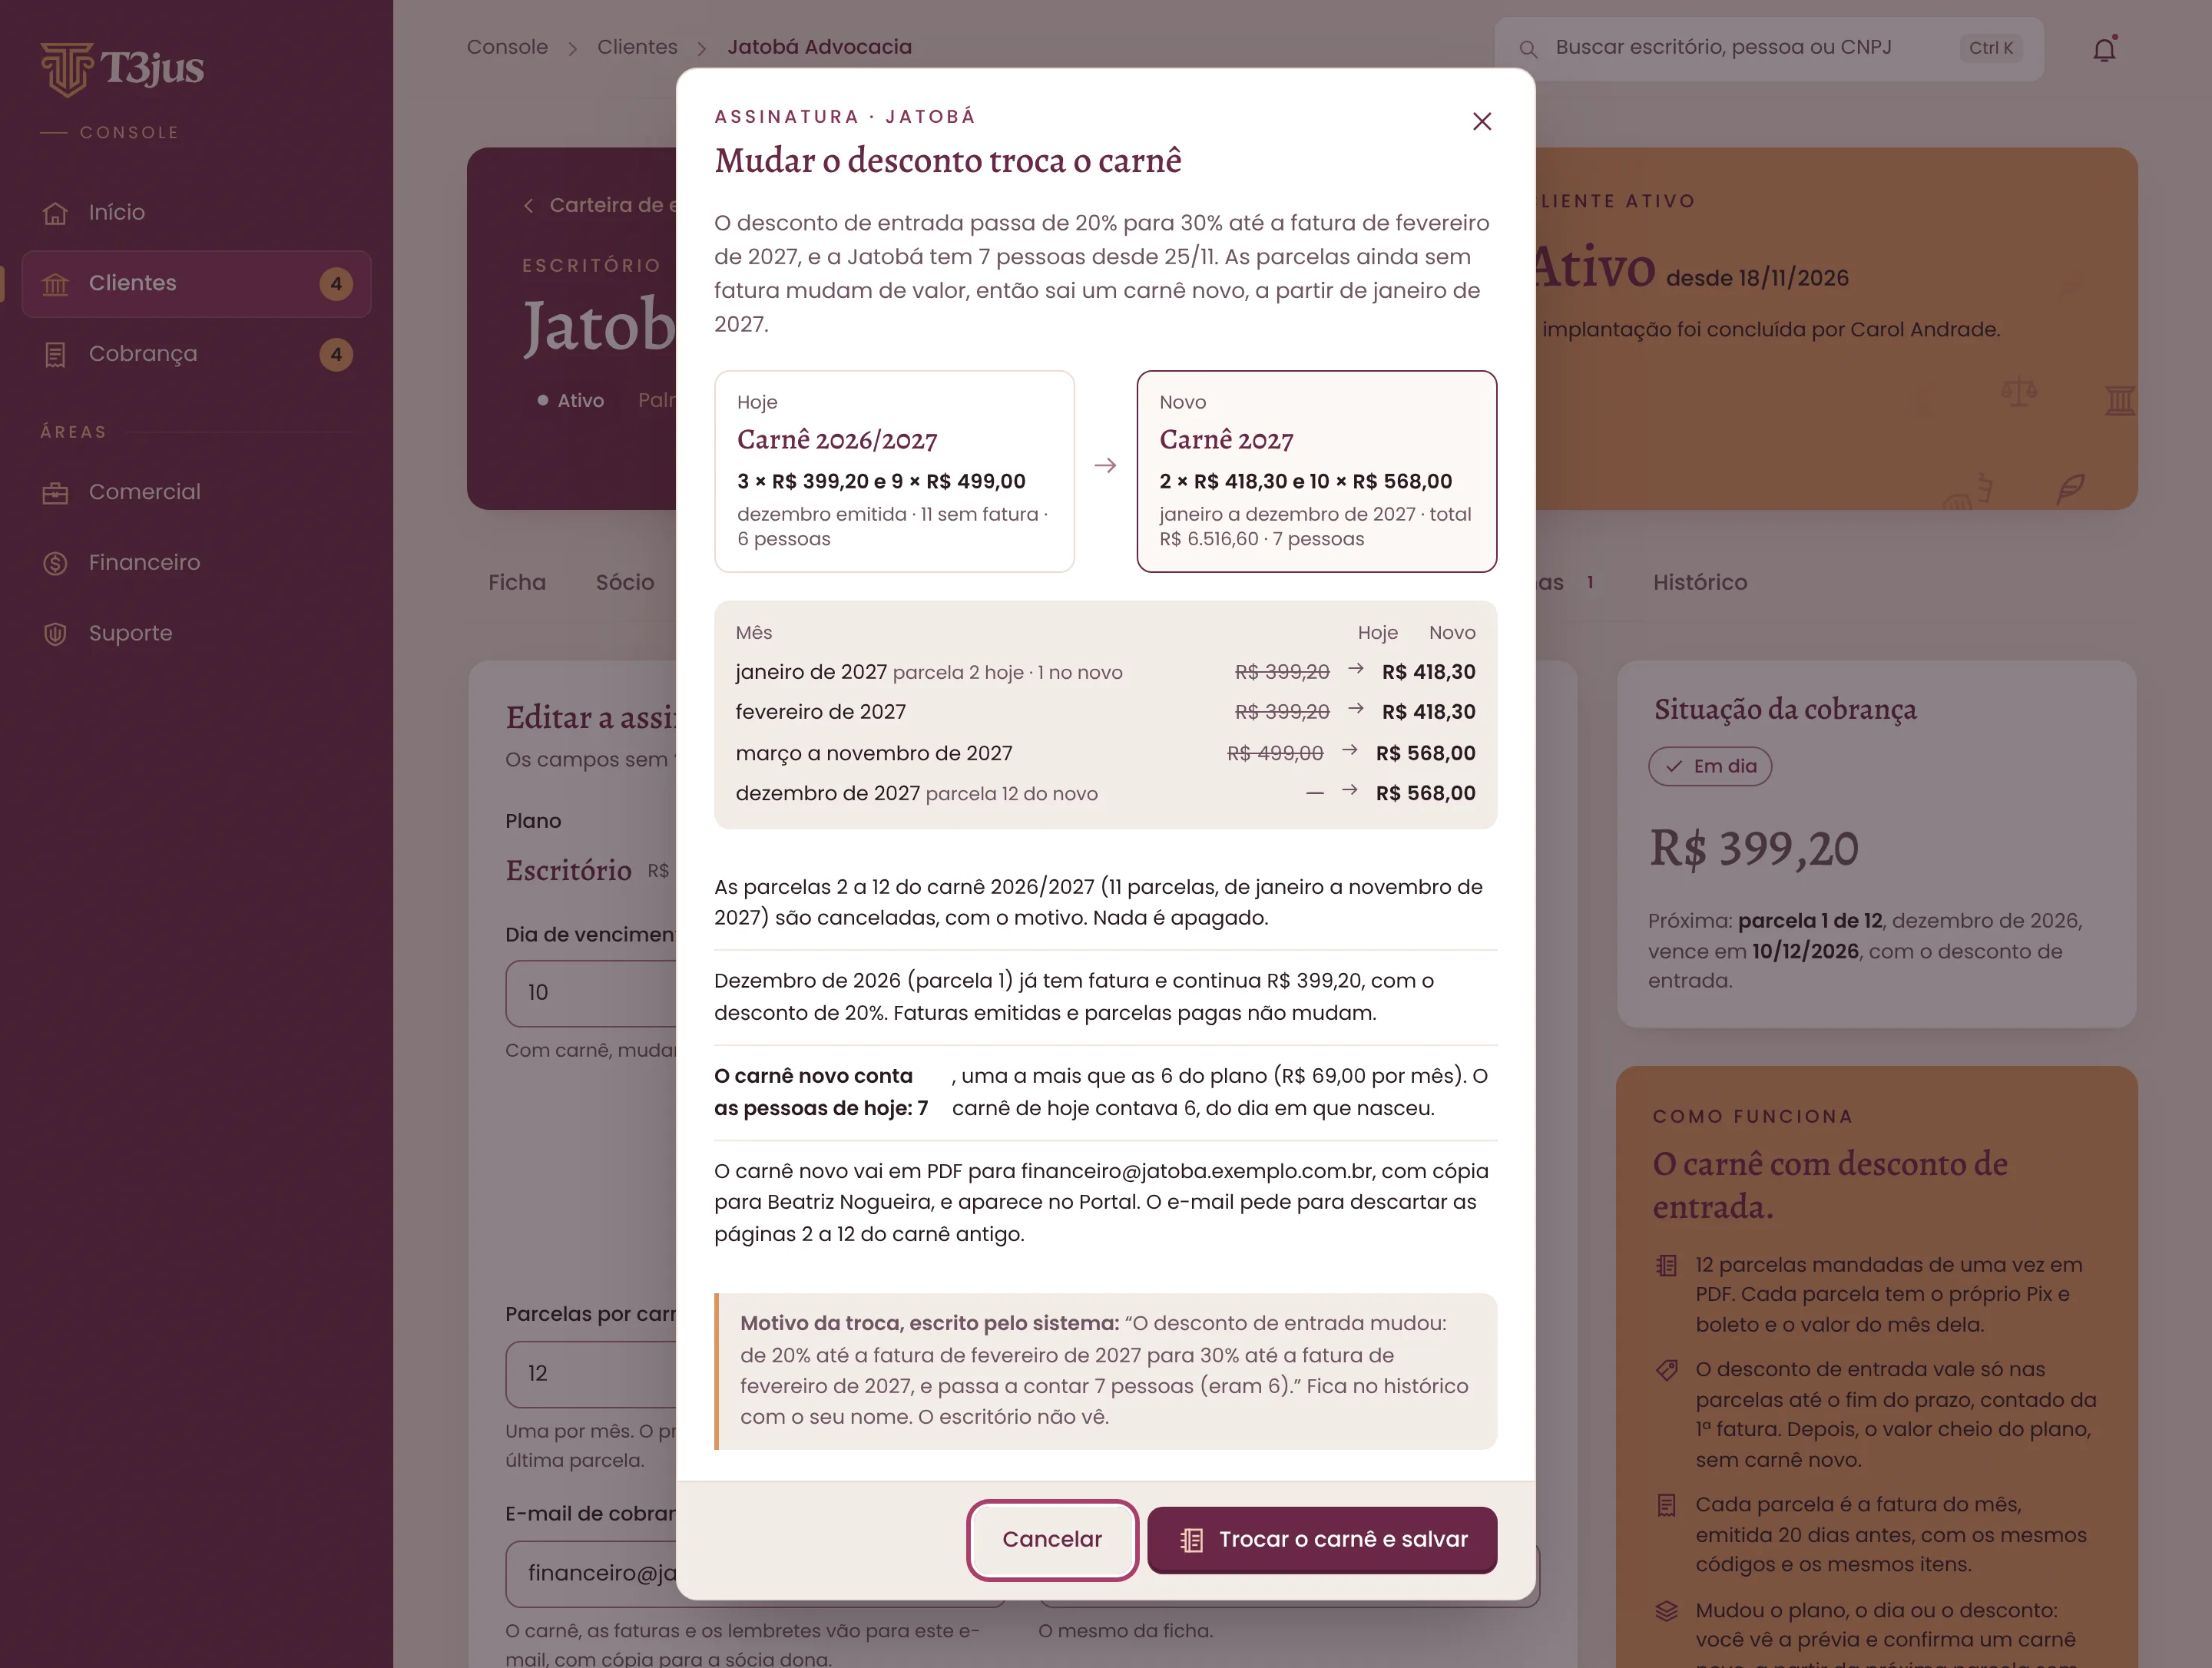 T3jus
CONSOLE
Início
Clientes 4
Cobrança 4
ÁREAS
Comercial
Financeiro
Suporte
Console > Clientes > Jatobá Advocacia
Buscar escritório, pessoa ou CNPJ
Ctrl K
Carteira de
ESCRITÓRIO
Ativo
CLIENTE ATIVO
Ativo desde 18/11/2026
implantação foi concluída por Carol Andrade.
Ficha
Sócio
1
Histórico
Editar a
Os campos sem
Plano
Escritório R$
Dia de
10
Com carnê,
Parcelas por
12
Uma por mês. O
última parcela.
E-mail de
O carnê, as faturas e os lembretes vão para este e-
mail, com cópia para a sócia dona.
O mesmo da ficha.
ASSINATURA · JATOBÁ
Mudar o desconto troca o carnê
O desconto de entrada passa de 20% para 30% até a fatura de fevereiro
de 2027, e a Jatobá tem 7 pessoas desde 25/11. As parcelas ainda sem
fatura mudam de valor, então sai um carnê novo, a partir de janeiro de
2027.
Hoje
Carnê 2026/2027
3 × R$ 399,20 e 9 × R$ 499,00
dezembro emitida · 11 sem fatura ·
6 pessoas
→
Novo
Carnê 2027
2 × R$ 418,30 e 10 × R$ 568,00
janeiro a dezembro de 2027 · total
R$ 6.516,60 · 7 pessoas
Mês Hoje Novo
janeiro de 2027 parcela 2 hoje · 1 no novo R$ 399,20 → R$ 418,30
fevereiro de 2027 R$ 399,20 → R$ 418,30
março a novembro de 2027 R$ 499,00 → R$ 568,00
dezembro de 2027 parcela 12 do novo — → R$ 568,00
As parcelas 2 a 12 do carnê 2026/2027 (11 parcelas, de janeiro a novembro de
2027) são canceladas, com o motivo. Nada é apagado.
Dezembro de 2026 (parcela 1) já tem fatura e continua R$ 399,20, com o
desconto de 20%. Faturas emitidas e parcelas pagas não mudam.
O carnê novo conta
as pessoas de hoje: 7
, uma a mais que as 6 do plano (R$ 69,00 por mês). O
carnê de hoje contava 6, do dia em que nasceu.
O carnê novo vai em PDF para financeiro@jatoba.exemplo.com.br, com cópia
para Beatriz Nogueira, e aparece no Portal. O e-mail pede para descartar as
páginas 2 a 12 do carnê antigo.
Motivo da troca, escrito pelo sistema: “O desconto de entrada mudou:
de 20% até a fatura de fevereiro de 2027 para 30% até a fatura de
fevereiro de 2027, e passa a contar 7 pessoas (eram 6).” Fica no histórico
com o seu nome. O escritório não vê.
Cancelar
Trocar o carnê e salvar
Situação da cobrança
Em dia
R$ 399,20
Próxima: parcela 1 de 12, dezembro de 2026,
vence em 10/12/2026, com o desconto de
entrada.
COMO FUNCIONA
O carnê com desconto de
entrada.
12 parcelas mandadas de uma vez em
PDF. Cada parcela tem o próprio Pix e
boleto e o valor do mês dela.
O desconto de entrada vale só nas
parcelas até o fim do prazo, contado da
1ª fatura. Depois, o valor cheio do plano,
sem carnê novo.
Cada parcela é a fatura do mês,
emitida 20 dias antes, com os mesmos
códigos e os mesmos itens.
Mudou o plano, o dia ou o desconto:
você vê a prévia e confirma um carnê